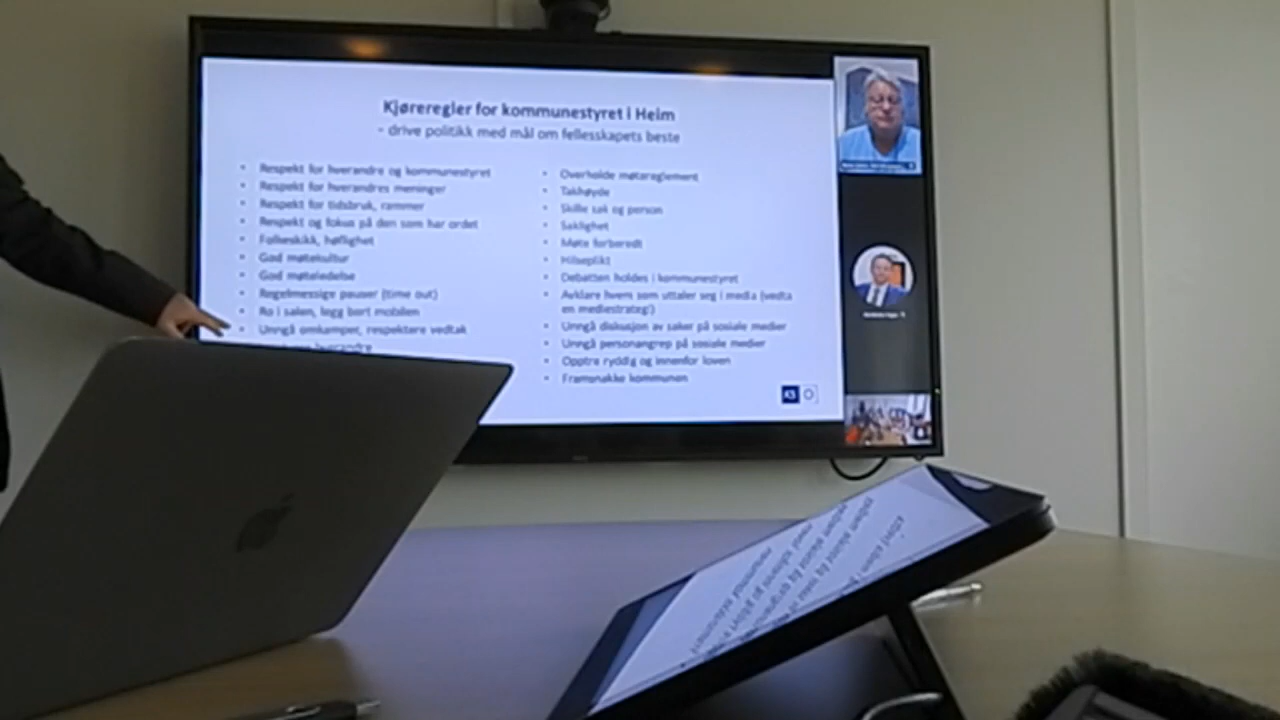 Kjøreregler for kommunestyret i Heim
- drive politikk med mål om fellesskapets beste
• Respekt for hverandre og kommunestyret
• Respekt for hverandres meninger
• Respekt for tidsbruk, rammer
• Respekt og fokus på den som har ordet
• Folkeskikk, høflighet
• God møtekultur
• God møteledelse
• Regelmessige pauser (time out)
• Ro i salen, legg bort mobilen
• Unngå omkamper, respektere vedtak
hverandre
• Overholde møtereglement
• Takhøyde
• Skille sak og person
• Saklighet
• Møte forberedt
• Hilseplikt
• Debatten holdes i kommunestyret
• Avklare hvem som uttaler seg i media (vedta
en mediestrategi)
• Unngå diskusjon av saker på sosiale medier
• Unngå personangrep på sosiale medier
• Opptre ryddig og innenfor loven
• Framsnakke kommunen
KS